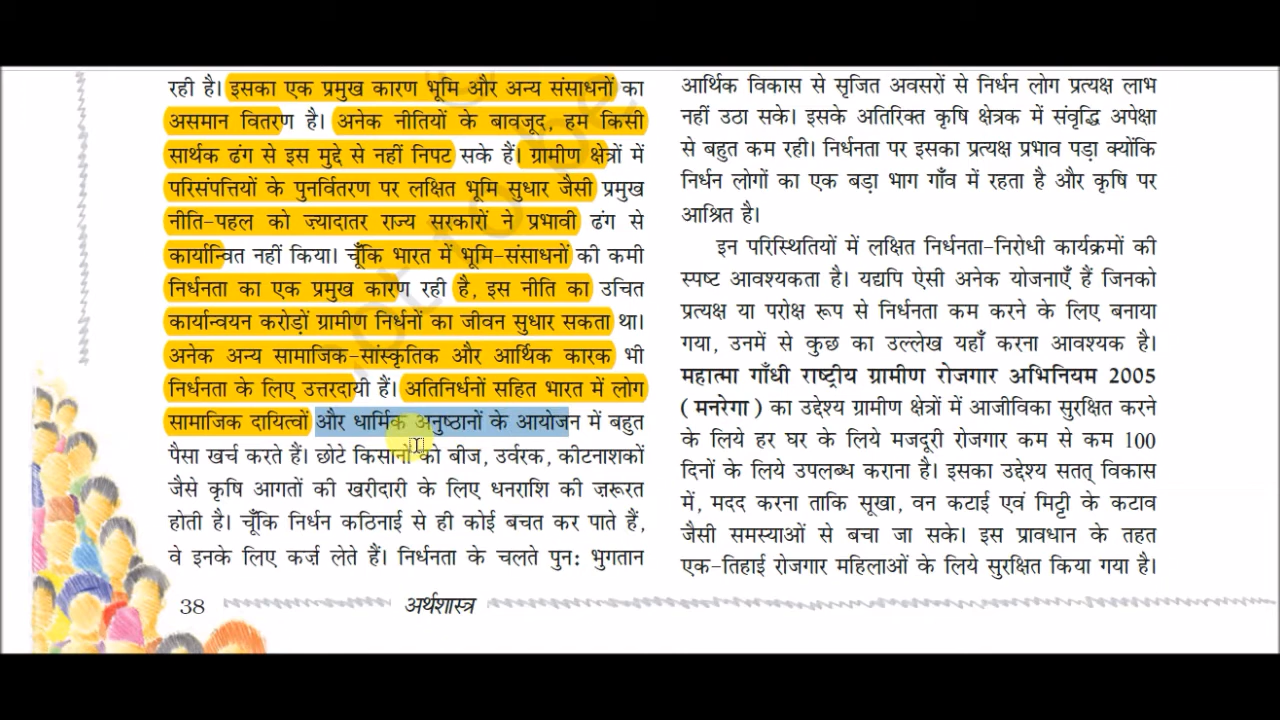 रही है। इसका एक प्रमुख कारण भूमि और अन्य संसाधनों का
असमान वितरण है। अनेक नीतियों के बावजूद, हम किसी
सार्थक ढंग से इस मुद्दे से नहीं निपट सके हैं। ग्रामीण क्षेत्रों में
परिसंपत्तियों के पुनर्वितरण पर लक्षित भूमि सुधार जैसी प्रमुख
नीति-पहल को ज़्यादातर राज्य सरकारों ने प्रभावी ढंग से
कार्यान्वित नहीं किया। चूँकि भारत में भूमि-संसाधनों की कमी
निर्धनता का एक प्रमुख कारण रही है, इस नीति का उचित
कार्यान्वयन करोड़ों ग्रामीण निर्धनों का जीवन सुधार सकता था।
अनेक अन्य सामाजिक-सांस्कृतिक और आर्थिक कारक भी
निर्धनता के लिए उत्तरदायी हैं। अतिनिर्धनों सहित भारत में लोग
सामाजिक दायित्वों और धार्मिक अनुष्ठानों के आयोजन में बहुत
पैसा खर्च करते हैं। छोटे किसानों को बीज, उर्वरक, कीटनाशकों
जैसे कृषि आगतों की खरीदारी के लिए धनराशि की ज़रूरत
होती है। चूँकि निर्धन कठिनाई से ही कोई बचत कर पाते हैं,
वे इनके लिए कर्ज़ लेते हैं। निर्धनता के चलते पुन: भुगतान
38 अर्थशास्त्र
आर्थिक विकास से सृजित अवसरों से निर्धन लोग प्रत्यक्ष लाभ
नहीं उठा सके। इसके अतिरिक्त कृषि क्षेत्रक में संवृद्धि अपेक्षा
से बहुत कम रही। निर्धनता पर इसका प्रत्यक्ष प्रभाव पड़ा क्योंकि
निर्धन लोगों का एक बड़ा भाग गाँव में रहता है और कृषि पर
आश्रित है।
इन परिस्थितियों में लक्षित निर्धनता-निरोधी कार्यक्रमों की
स्पष्ट आवश्यकता है। यद्यपि ऐसी अनेक योजनाएँ हैं जिनको
प्रत्यक्ष या परोक्ष रूप से निर्धनता कम करने के लिए बनाया
गया, उनमें से कुछ का उल्लेख यहाँ करना आवश्यक है।
महात्मा गाँधी राष्ट्रीय ग्रामीण रोजगार अभिनियम 2005
(मनरेगा) का उद्देश्य ग्रामीण क्षेत्रों में आजीविका सुरक्षित करने
के लिये हर घर के लिये मजदूरी रोजगार कम से कम 100
दिनों के लिये उपलब्ध कराना है। इसका उद्देश्य सतत् विकास
में, मदद करना ताकि सूखा, वन कटाई एवं मिट्टी के कटाव
जैसी समस्याओं से बचा जा सके। इस प्रावधान के तहत
एक-तिहाई रोजगार महिलाओं के लिये सुरक्षित किया गया है।